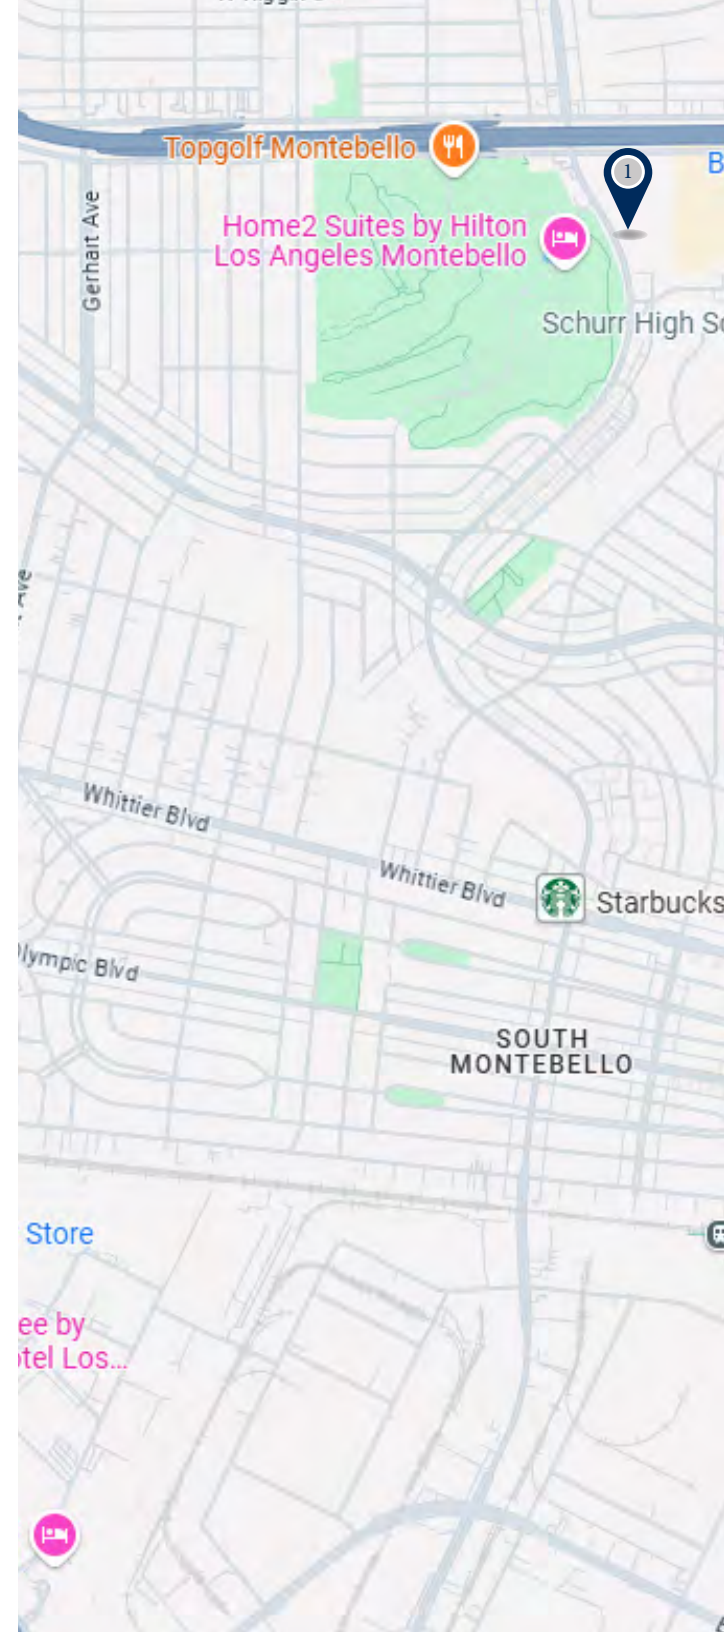 Topgolf Montebello
B
1
Gerhart Ave
Home2 Suites by Hilton
Los Angeles Montebello
Schurr High Sc
Ave
Whittier Blvd
Whittier Blvd
Starbucks
lympic Blvd
SOUTH
MONTEBELLO
Store
ee by
tel Los...